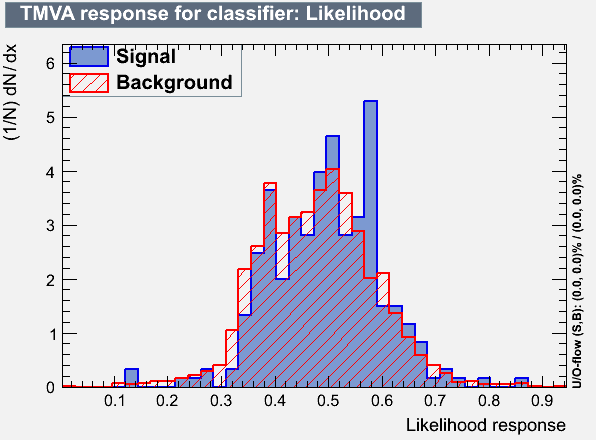 TMVA response for classifier: Likelihood
(1/N) dN / dx
Signal
Background
6
5
4
3
2
1
0
0.1 0.2 0.3 0.4 0.5 0.6 0.7 0.8 0.9
Likelihood response
U/O-flow (S,B): (0.0, 0.0)% / (0.0, 0.0)%